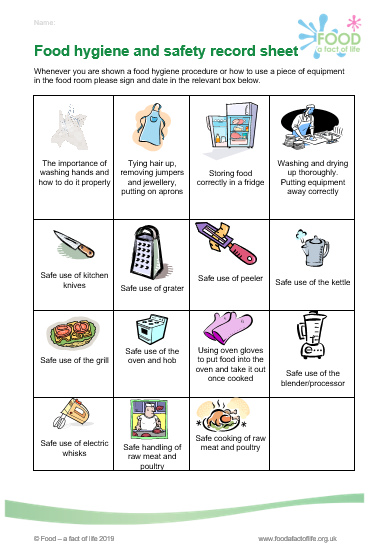 Name:
FOOD
a fact of life
Food hygiene and safety record sheet
Whenever you are shown a food hygiene procedure or how to use a piece of equipment
in the food room please sign and date in the relevant box below.
The importance of
washing hands and
how to do it properly
Tying hair up,
removing jumpers
and jewellery,
putting on aprons
Storing food
correctly in a fridge
Washing and drying
up thoroughly.
Putting equipment
away correctly
Safe use of kitchen
knives
Safe use of grater
Safe use of peeler
Safe use of the kettle
Safe use of the grill
Safe use of the
oven and hob
Using oven gloves
to put food into the
oven and take it out
once cooked
Safe use of the
blender/processor
Safe use of electric
whisks
Safe handling of
raw meat and
poultry
Safe cooking of raw
meat and poultry
© Food – a fact of life 2019
www.foodafactoflife.org.uk